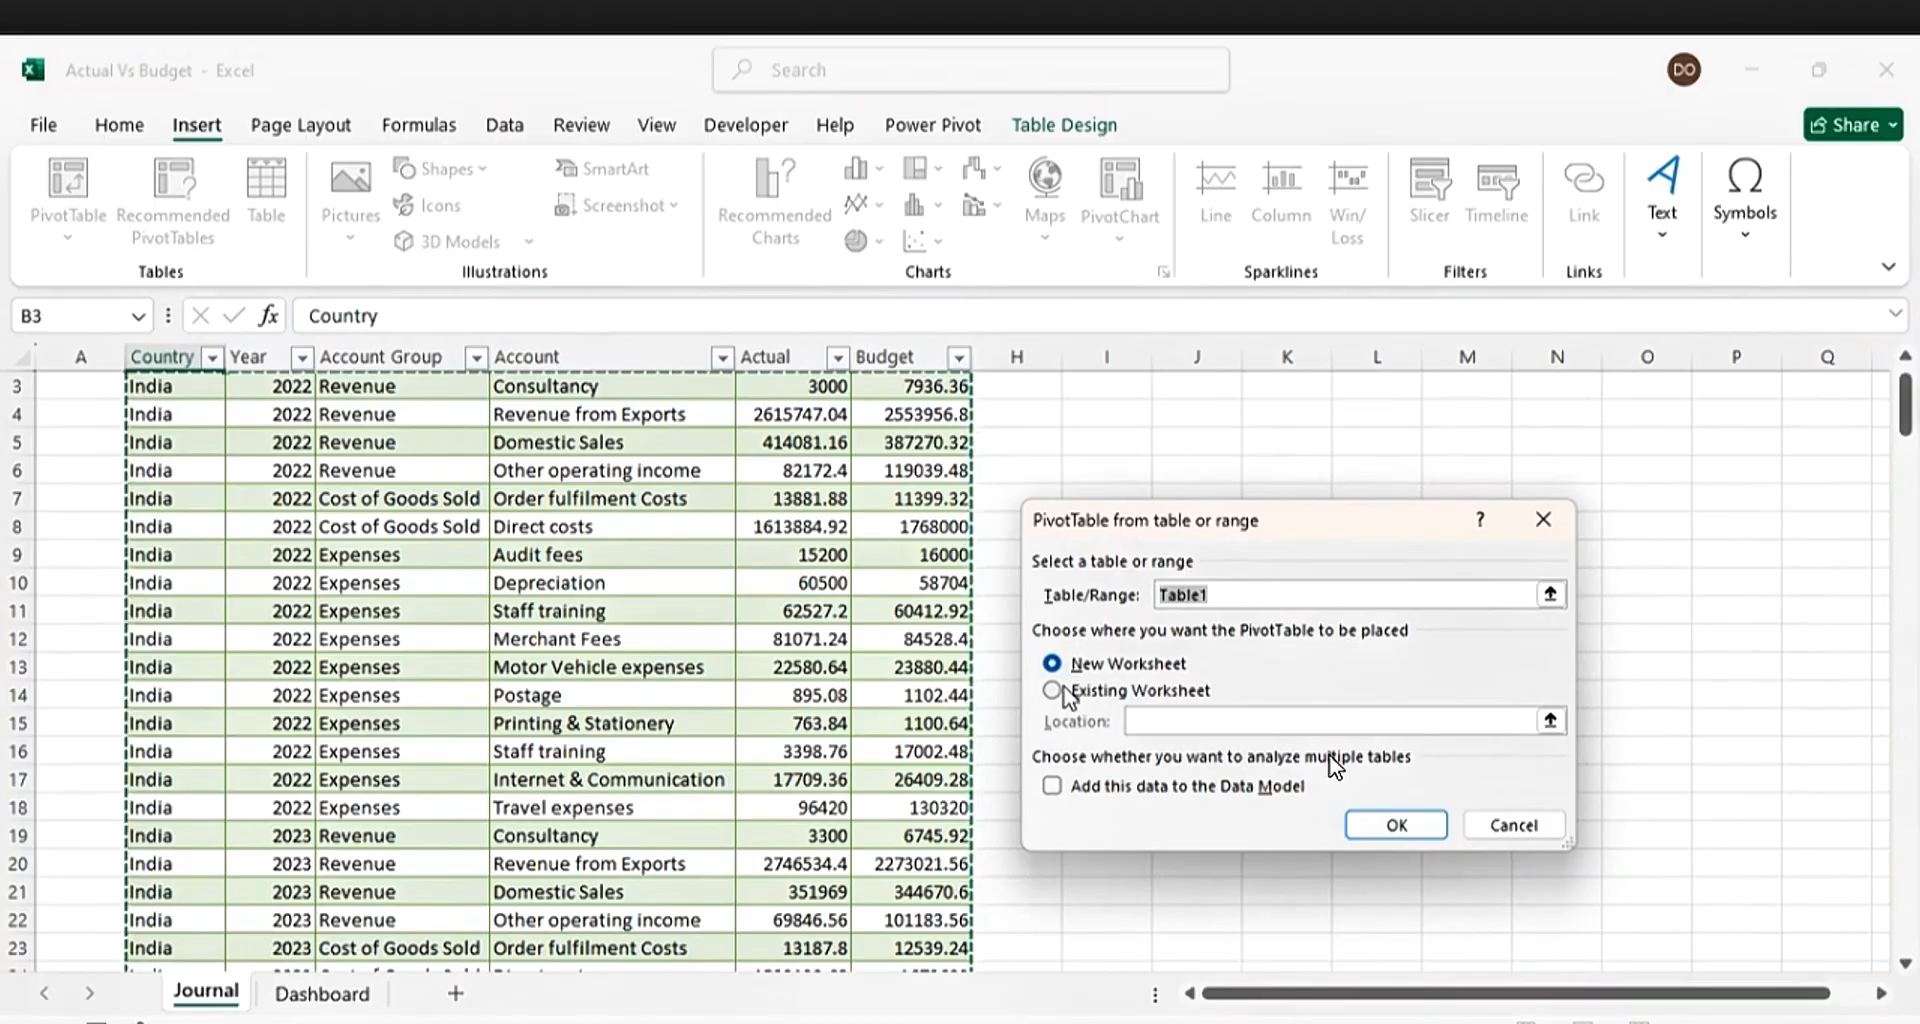 Actual Vs Budget - Excel
Search
DO
File Home Insert Page Layout Formulas Data Review View Developer Help Power Pivot Table Design
Share
PivotTable
Recommended
PivotTables
Table
Tables
Pictures
Shapes
Icons
3D Models
SmartArt
Screenshot
Illustrations
Recommended
Charts
Maps
PivotChart
Charts
Line
Column
Win/
Loss
Sparklines
Slicer
Timeline
Filters
Link
Links
Text
Symbols
B3
fx
Country
A Country Year Account Group Account Actual Budget H I J K L M N O P Q
3 India 2022 Revenue Consultancy 3000 7936.36
4 India 2022 Revenue Revenue from Exports 2615747.04 2553956.8
5 India 2022 Revenue Domestic Sales 414081.16 387270.32
6 India 2022 Revenue Other operating income 82172.4 119039.48
7 India 2022 Cost of Goods Sold Order fulfilment Costs 13881.88 11399.32
8 India 2022 Cost of Goods Sold Direct costs 1613884.92 1768000
9 India 2022 Expenses Audit fees 15200 16000
10 India 2022 Expenses Depreciation 60500 58704
11 India 2022 Expenses Staff training 62527.2 60412.92
12 India 2022 Expenses Merchant Fees 81071.24 84528.4
13 India 2022 Expenses Motor Vehicle expenses 22580.64 23880.44
14 India 2022 Expenses Postage 895.08 1102.44
15 India 2022 Expenses Printing & Stationery 763.84 1100.64
16 India 2022 Expenses Staff training 3398.76 17002.48
17 India 2022 Expenses Internet & Communication 17709.36 26409.28
18 India 2022 Expenses Travel expenses 96420 130320
19 India 2023 Revenue Consultancy 3300 6745.92
20 India 2023 Revenue Revenue from Exports 2746534.4 2273021.56
21 India 2023 Revenue Domestic Sales 351969 344670.6
22 India 2023 Revenue Other operating income 69846.56 101183.56
23 India 2023 Cost of Goods Sold Order fulfilment Costs 13187.8 12539.24
PivotTable from table or range ?
Select a table or range
Table/Range: Table1
Choose where you want the PivotTable to be placed
New Worksheet
Existing Worksheet
Location:
Choose whether you want to analyze multiple tables
Add this data to the Data Model
OK Cancel
Journal Dashboard